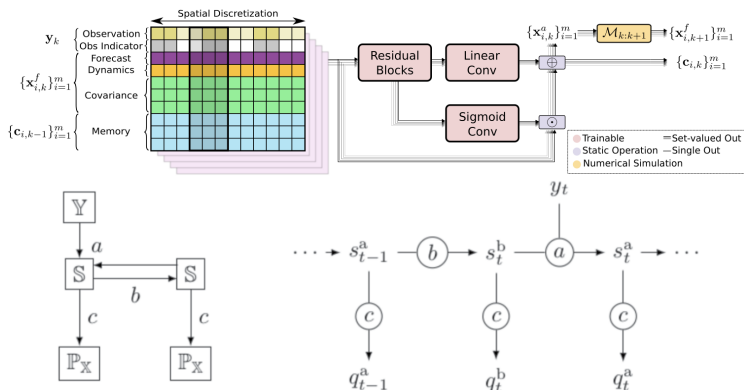 Spatial Discretization
y_k
Observation
Obs Indicator
Forecast
Dynamics
{x^f_{i,k}}^m_{i=1}
Covariance
{c_{i,k−1}}^m_{i=1}
Memory
Residual Blocks
Linear Conv
Sigmoid Conv
⊕
⊙
{x^a_{i,k}}^m_{i=1}
M_{k:k+1}
{x^f_{i,k+1}}^m_{i=1}
{c_{i,k}}^m_{i=1}
Trainable
Static Operation
Numerical Simulation
Set-valued Out
Single Out
𝕐
a
𝕊
𝕊
b
c
c
ℙ_𝕏
ℙ_𝕏
y_t
··· s^a_{t−1} b s^b_t a s^a_t ···
c c c
q^a_{t−1} q^b_t q^a_t